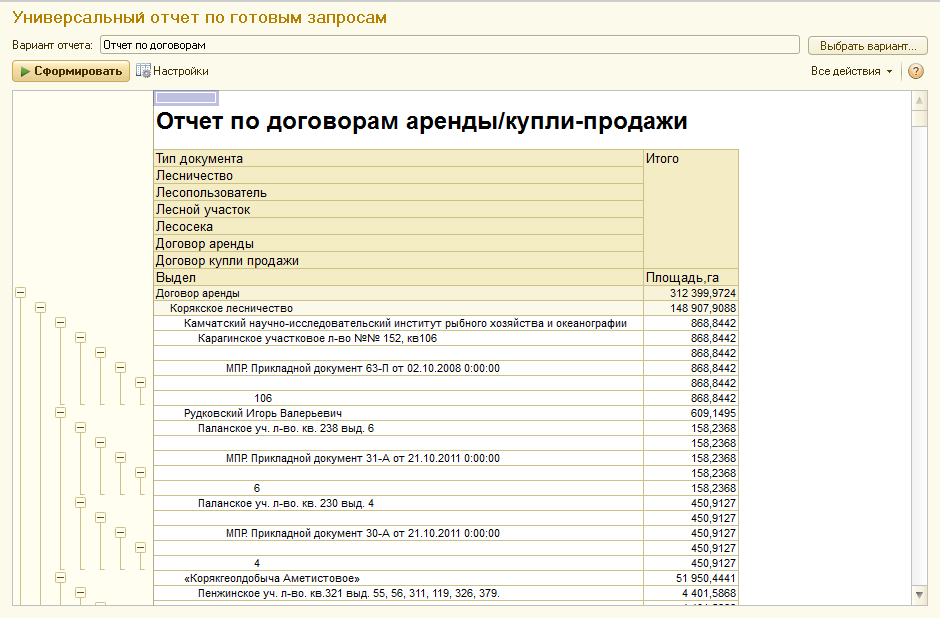 Универсальный отчет по готовым запросам
Вариант отчета: Отчет по договорам Выбрать вариант...
Сформировать Настройки Все действия ?
Отчет по договорам аренды/купли-продажи
Тип документа Итого
Лесничество
Лесопользователь
Лесной участок
Лесосека
Договор аренды
Договор купли продажи
Выдел Площадь,га
Договор аренды 312 399,9724
Корякское лесничество 148 907,9088
Камчатский научно-исследовательский институт рыбного хозяйства и океанографии 868,8442
Карагинское участковое л-во №№ 152, кв106 868,8442
868,8442
МПР. Прикладной документ 63-П от 02.10.2008 0:00:00 868,8442
868,8442
106 868,8442
Рудковский Игорь Валерьевич 609,1495
Паланское уч. л-во. кв. 238 выд. 6 158,2368
158,2368
МПР. Прикладной документ 31-А от 21.10.2011 0:00:00 158,2368
158,2368
6 158,2368
Паланское уч. л-во. кв. 230 выд. 4 450,9127
450,9127
МПР. Прикладной документ 30-А от 21.10.2011 0:00:00 450,9127
450,9127
4 450,9127
«Корякгеолдобыча Аметистовое» 51 950,4441
Пенжинское уч. л-во. кв.321 выд. 55, 56, 311, 119, 326, 379. 4 401,5868